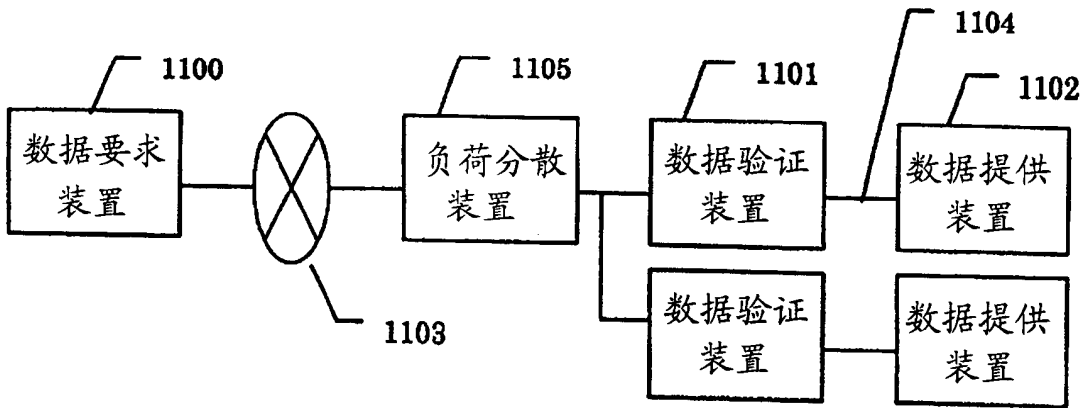 1100
数据要求
装置
1103
1105
负荷分散
装置
1101
数据验证
装置
1104
1102
数据提供
装置
数据验证
装置
数据提供
装置